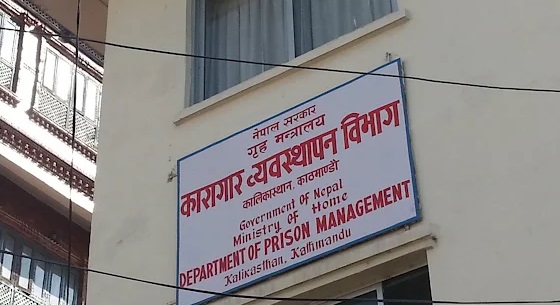 नेपाल सरकार
गृह मन्त्रालय
कारागार व्यवस्थापन विभाग
कालिकास्थान, काठमाण्डौ
Government of Nepal
Ministry of Home
DEPARTMENT OF PRISON MANAGEMENT
Kalikasthan, Kathmandu